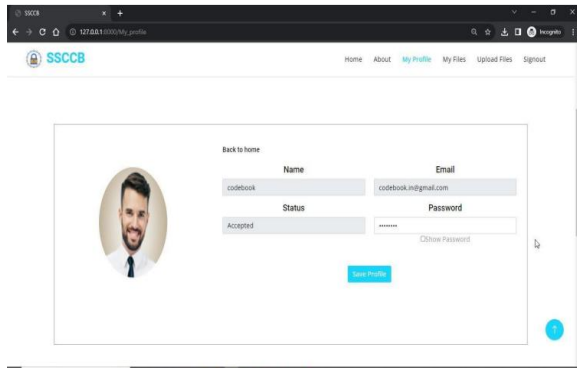 SSCCB
127.0.0.1:8000/My_profile
Incognito
SSCCB
Home About My Profile My Files Upload Files Signout
Back to home
Name Email
codebook codebook.in@gmail.com
Status Password
Accepted ••••••••
Show Password
Save Profile